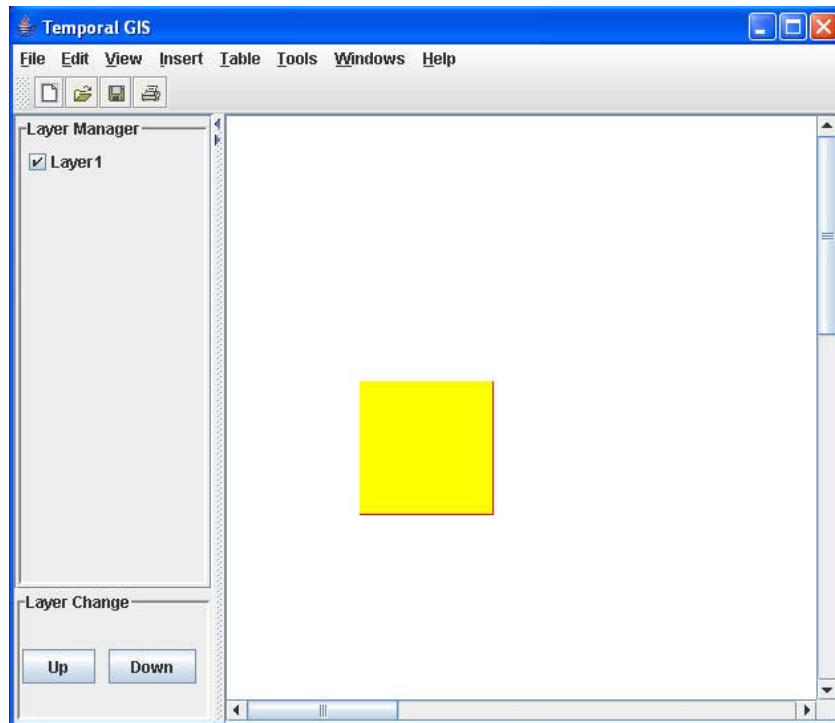 Temporal GIS
File Edit View Insert Table Tools Windows Help
Layer Manager
Layer1
Layer Change
Up Down